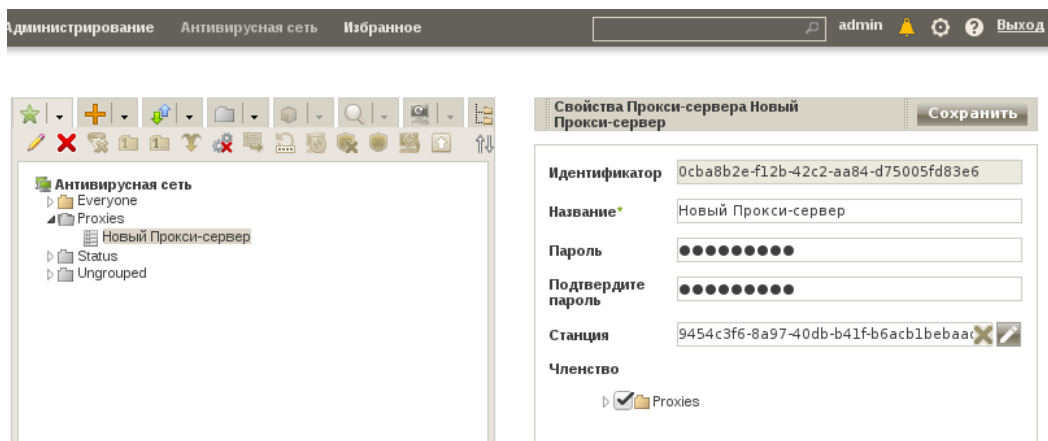 Администрирование Антивирусная сеть Избранное admin Выход
Свойства Прокси-сервера Новый
Прокси-сервер
Сохранить
Антивирусная сеть
Everyone
Proxies
Новый Прокси-сервер
Status
Ungrouped
Идентификатор 0cba8b2e-f12b-42c2-aa84-d75005fd83e6
Название* Новый Прокси-сервер
Пароль ●●●●●●●●●
Подтвердите
пароль ●●●●●●●●●
Станция 9454c3f6-8a97-40db-b41f-b6acb1bebaad
Членство
Proxies